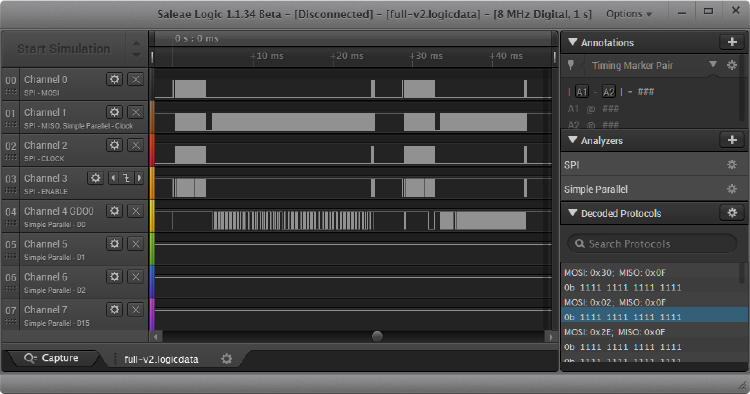 Saleae Logic 1.1.34 Beta - [Disconnected] - [full-v2.logicdata] - [8 MHz Digital, 1 s]
Options
Start Simulation
0 s : 0 ms
+10 ms
+20 ms
+30 ms
+40 ms
00 Channel 0
SPI - MOSI
01 Channel 1
SPI - MISO, Simple Parallel - Clock
02 Channel 2
SPI - CLOCK
03 Channel 3
SPI - ENABLE
04 Channel 4 GDO0
Simple Parallel - D0
05 Channel 5
Simple Parallel - D1
06 Channel 6
Simple Parallel - D2
07 Channel 7
Simple Parallel - D15
Capture
full-v2.logicdata
Annotations
Timing Marker Pair
| A1 - A2 | = ###
A1 @ ###
A2 @ ###
Analyzers
SPI
Simple Parallel
Decoded Protocols
Search Protocols
MOSI: 0x30; MISO: 0x0F
0b 1111 1111 1111 1111
MOSI: 0x02; MISO: 0x0F
0b 1111 1111 1111 1111
MOSI: 0x2E; MISO: 0x0F
0b 1111 1111 1111 1111